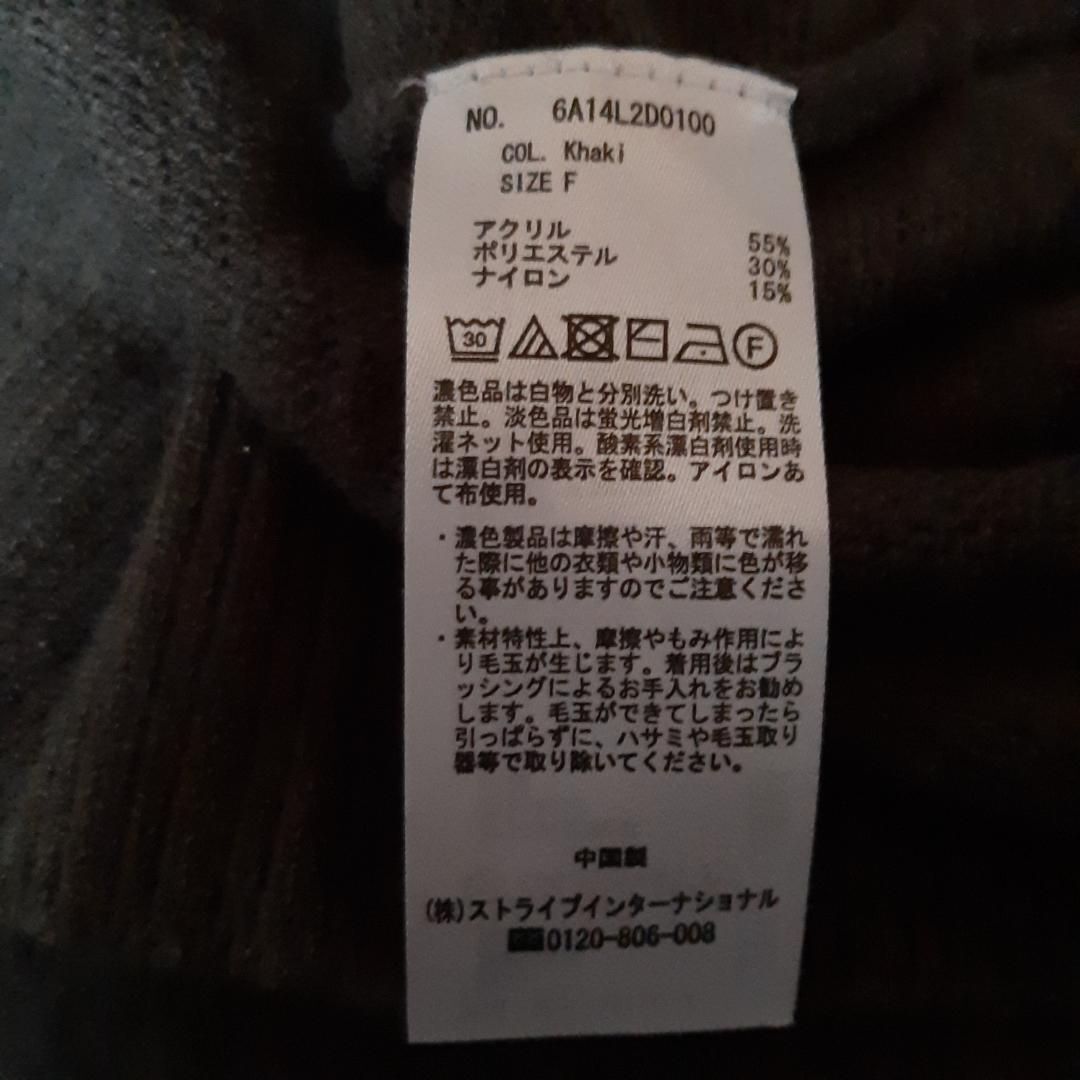 NO. 6A14L2D0100
COL. Khaki
SIZE F
アクリル 55%
ポリエステル 30%
ナイロン 15%
30 F
濃色品は白物と分別洗い。つけ置き
禁止。淡色品は蛍光増白剤禁止。洗
濯ネット使用。酸素系漂白剤使用時
は漂白剤の表示を確認。アイロンあ
て布使用。
・濃色製品は摩擦や汗、雨等で濡れ
た際に他の衣類や小物類に色が移
る事がありますのでご注意くださ
い。
・素材特性上、摩擦やもみ作用によ
り毛玉が生じます。着用後はブラ
ッシングによるお手入れをお勧め
します。毛玉ができてしまったら
引っぱらずに、ハサミや毛玉取り
器等で取り除いてください。
中国製
(株)ストライプインターナショナル
0120-806-008